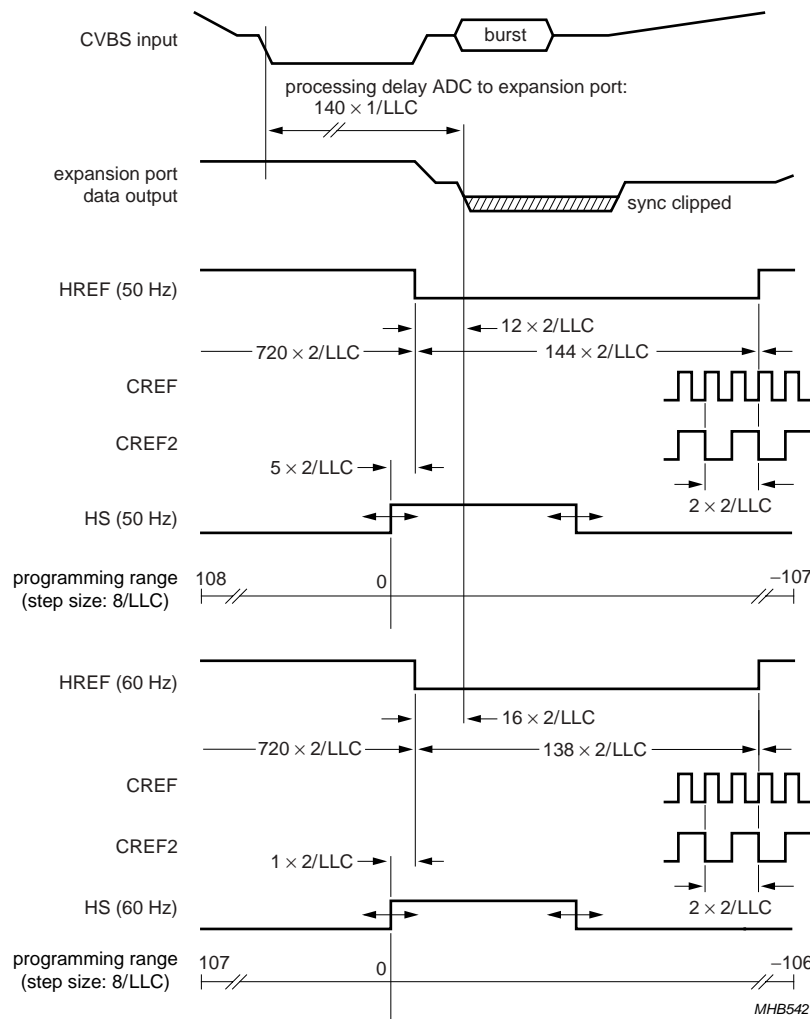 CVBS input
burst
processing delay ADC to expansion port:
140 × 1/LLC
expansion port
data output
sync clipped
HREF (50 Hz)
12 × 2/LLC
720 × 2/LLC
144 × 2/LLC
CREF
CREF2
5 × 2/LLC
2 × 2/LLC
HS (50 Hz)
programming range
(step size: 8/LLC)
108
0
−107
HREF (60 Hz)
16 × 2/LLC
720 × 2/LLC
138 × 2/LLC
CREF
CREF2
1 × 2/LLC
2 × 2/LLC
HS (60 Hz)
programming range
(step size: 8/LLC)
107
0
−106
MHB542